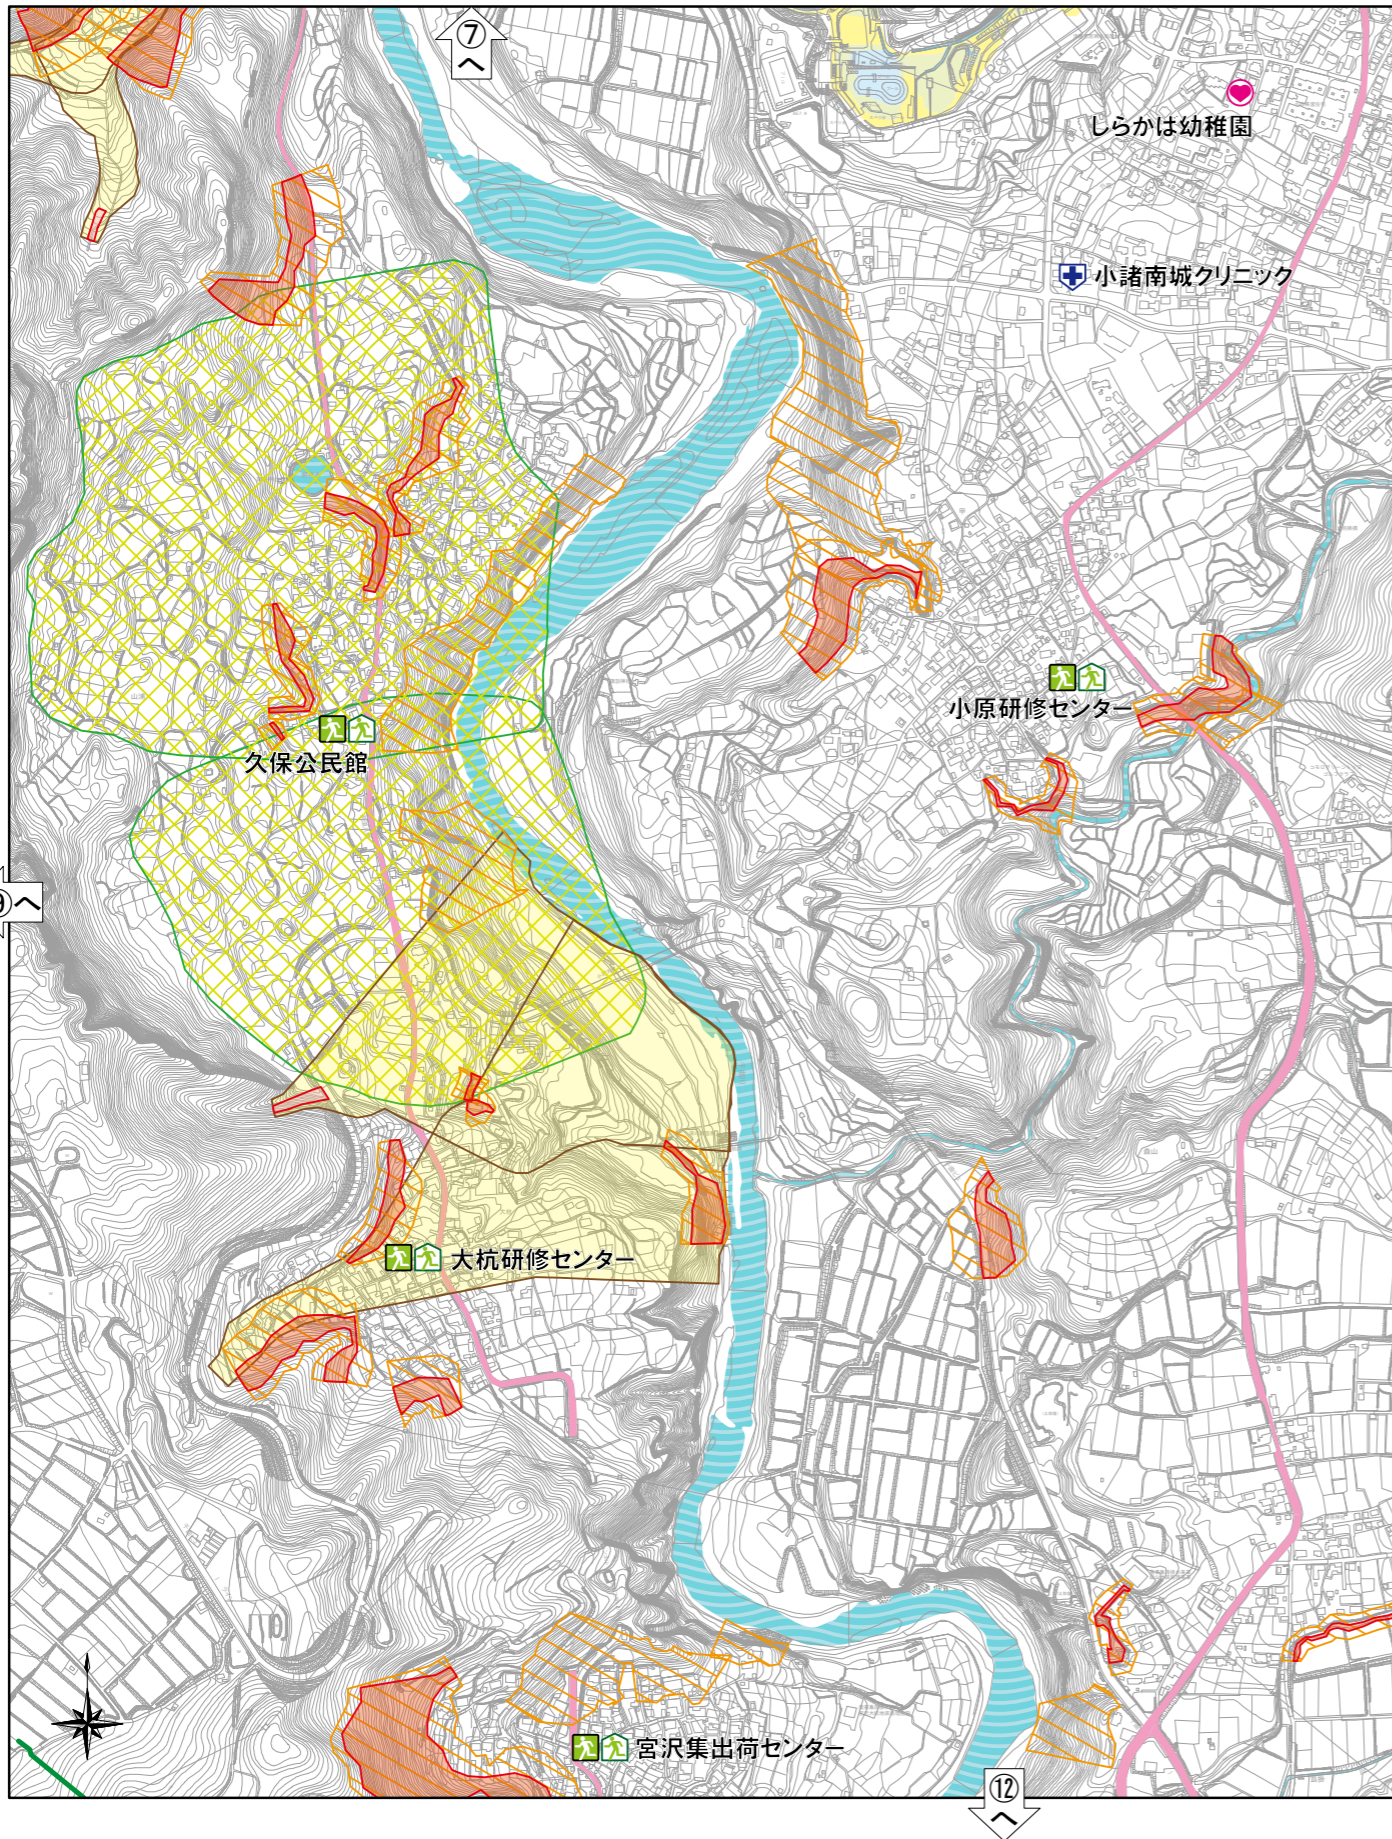 ⑦
へ
しらかは幼稚園
小諸南城クリニック
小原研修センター
久保公民館
へ
大杭研修センター
宮沢集出荷センター
⑫
へ